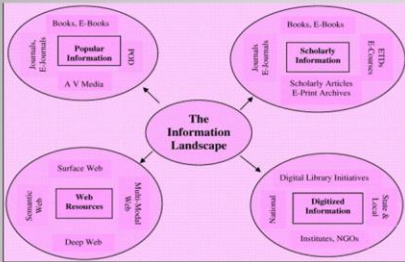 Books, E-Books
Journals,
E-Journals
Popular
Information
POD
A V Media
Books, E-Books
Journals
E-Journals
Scholarly
Information
ETDs
E-Courses
Scholarly Articles
E-Print Archives
The
Information
Landscape
Surface Web
Semantic
Web
Web
Resources
Multi-Modal
Web
Deep Web
Digital Library Initiatives
National
Digitized
Information
State &
Local
Institutes, NGOs